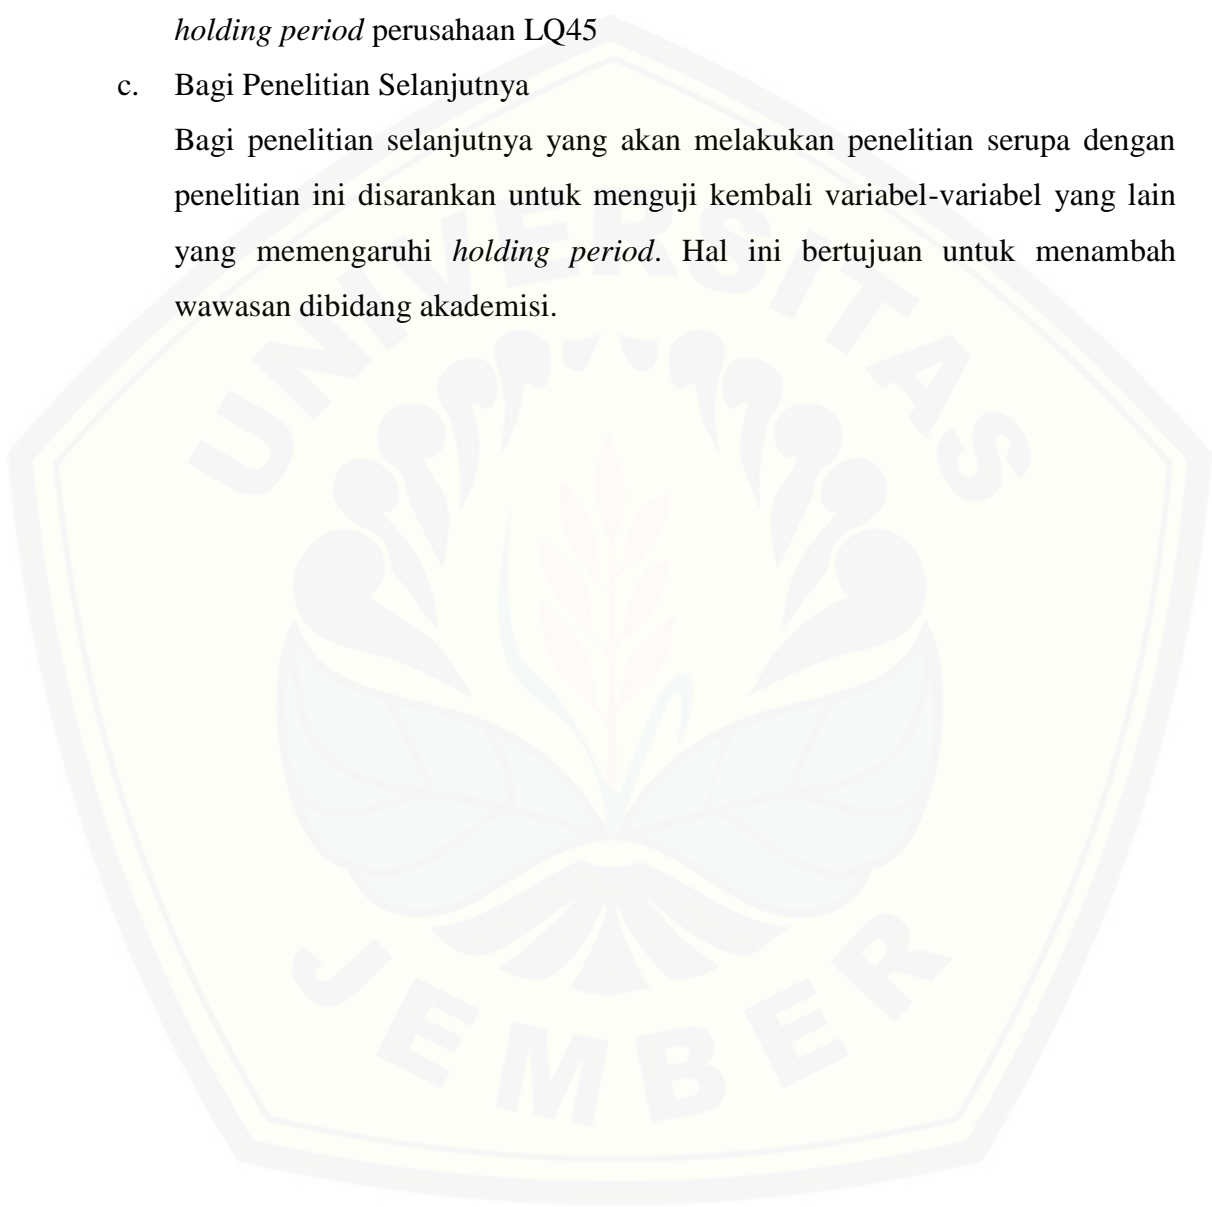 holding period perusahaan LQ45
c. Bagi Penelitian Selanjutnya
Bagi penelitian selanjutnya yang akan melakukan penelitian serupa dengan
penelitian ini disarankan untuk menguji kembali variabel-variabel yang lain
yang memengaruhi holding period. Hal ini bertujuan untuk menambah
wawasan dibidang akademisi.
UNIVERSITAS
JEMBER